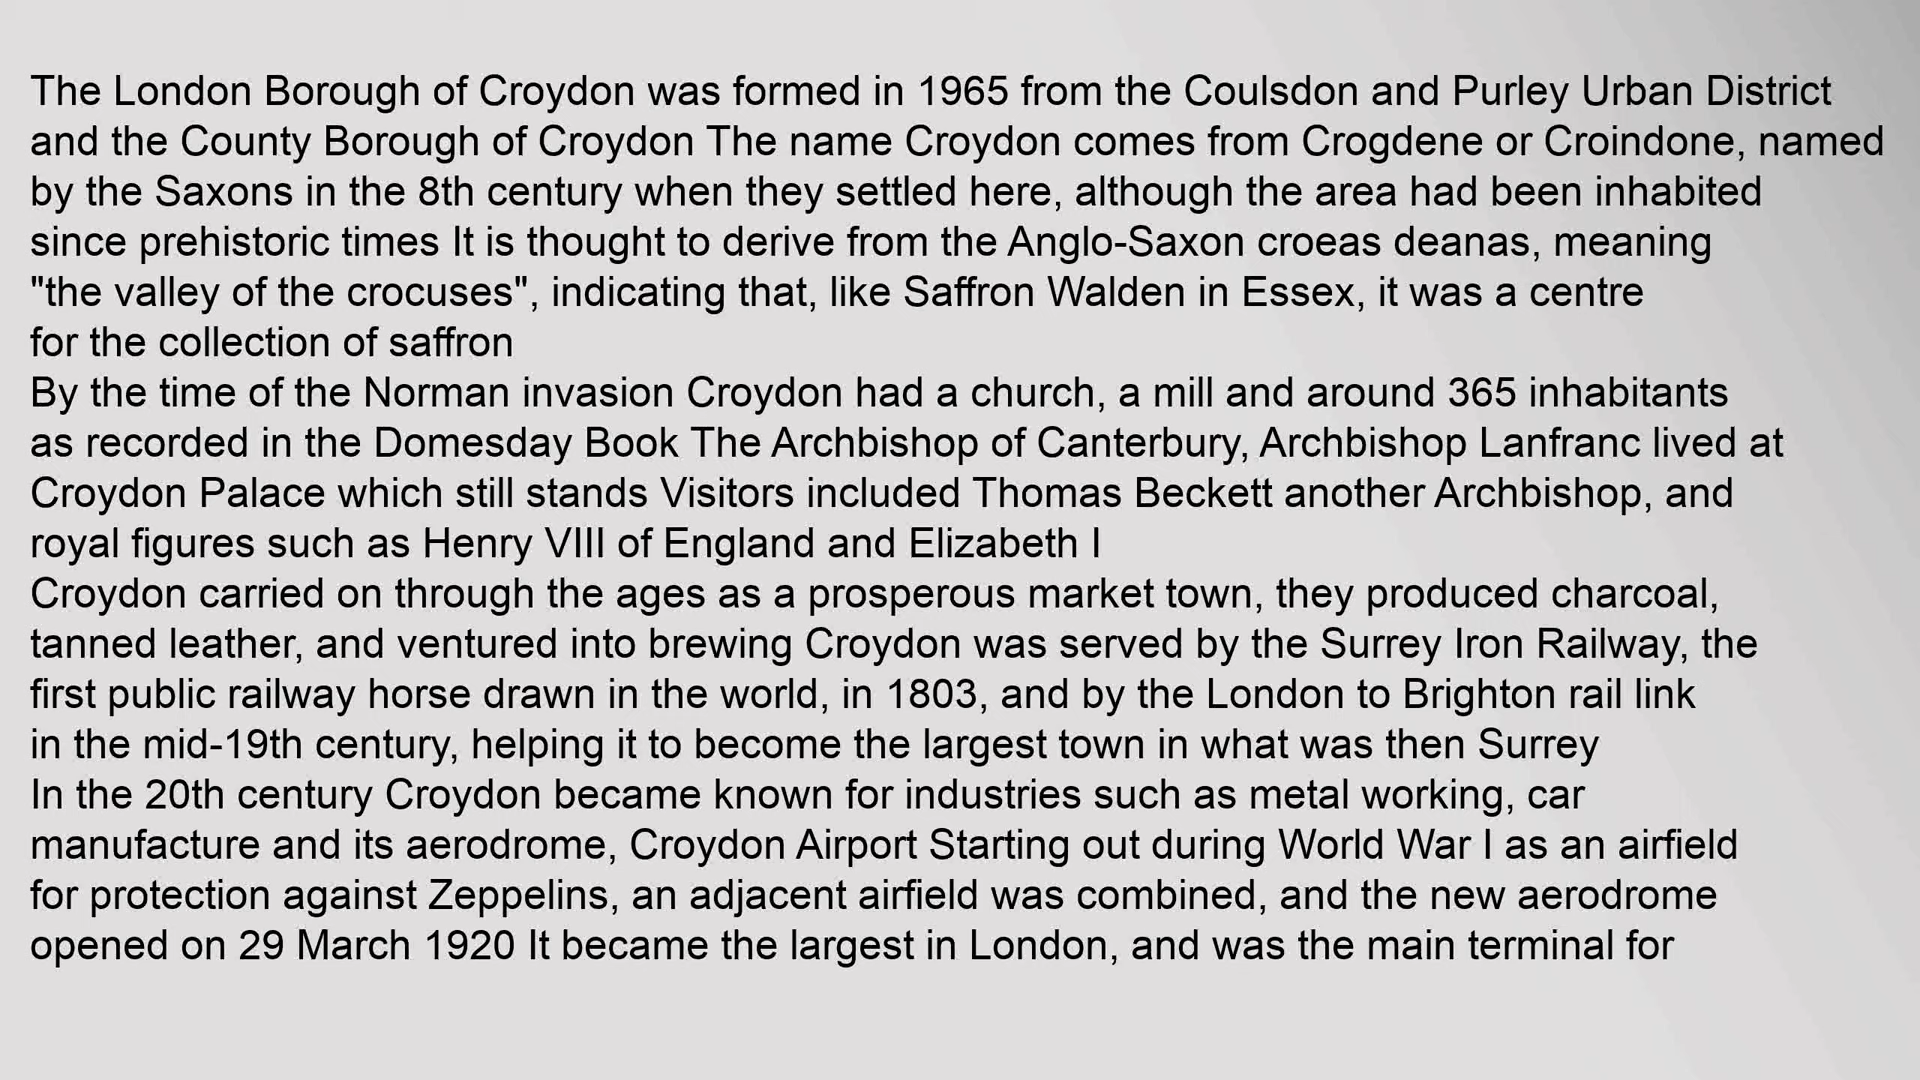 The London Borough of Croydon was formed in 1965 from the Coulsdon and Purley Urban District
and the County Borough of Croydon The name Croydon comes from Crogdene or Croindone, named
by the Saxons in the 8th century when they settled here, although the area had been inhabited
since prehistoric times It is thought to derive from the Anglo-Saxon croeas deanas, meaning
"the valley of the crocuses", indicating that, like Saffron Walden in Essex, it was a centre
for the collection of saffron
By the time of the Norman invasion Croydon had a church, a mill and around 365 inhabitants
as recorded in the Domesday Book The Archbishop of Canterbury, Archbishop Lanfranc lived at
Croydon Palace which still stands Visitors included Thomas Beckett another Archbishop, and
royal figures such as Henry VIII of England and Elizabeth I
Croydon carried on through the ages as a prosperous market town, they produced charcoal,
tanned leather, and ventured into brewing Croydon was served by the Surrey Iron Railway, the
first public railway horse drawn in the world, in 1803, and by the London to Brighton rail link
in the mid-19th century, helping it to become the largest town in what was then Surrey
In the 20th century Croydon became known for industries such as metal working, car
manufacture and its aerodrome, Croydon Airport Starting out during World War I as an airfield
for protection against Zeppelins, an adjacent airfield was combined, and the new aerodrome
opened on 29 March 1920 It became the largest in London, and was the main terminal for